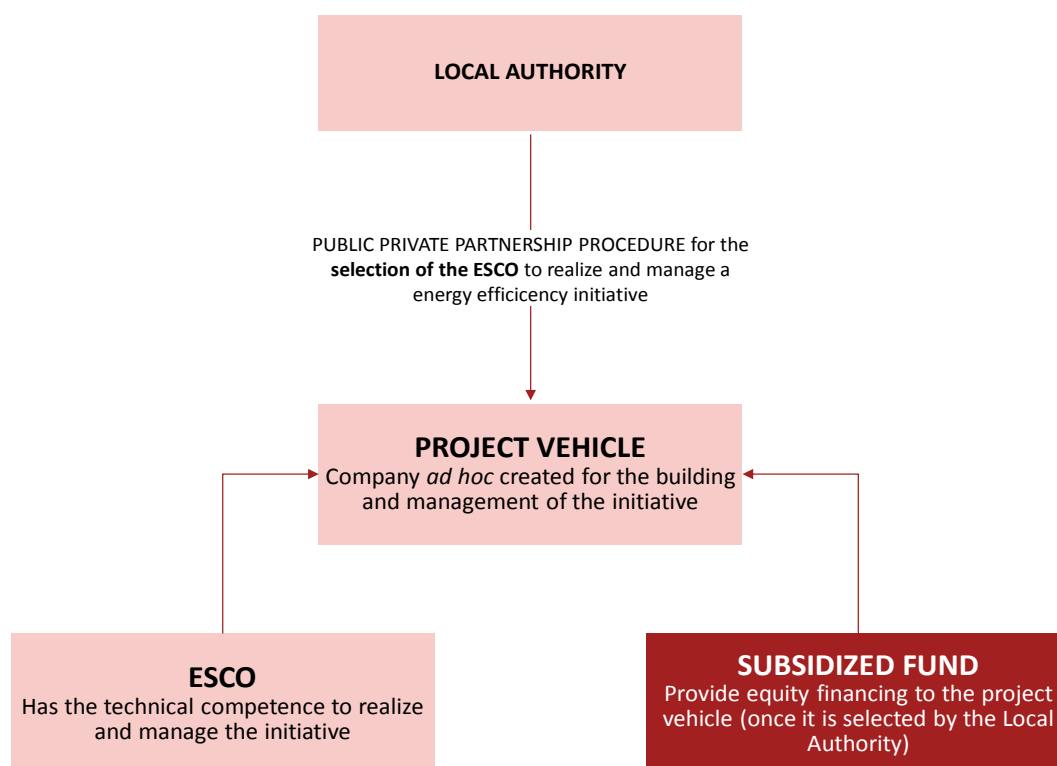 LOCAL AUTHORITY
PUBLIC PRIVATE PARTNERSHIP PROCEDURE for the
selection of the ESCO to realize and manage a
energy efficicency initiative
PROJECT VEHICLE
Company ad hoc created for the building
and management of the initiative
ESCO
Has the technical competence to realize
and manage the initiative
SUBSIDIZED FUND
Provide equity financing to the project
vehicle (once it is selected by the Local
Authority)